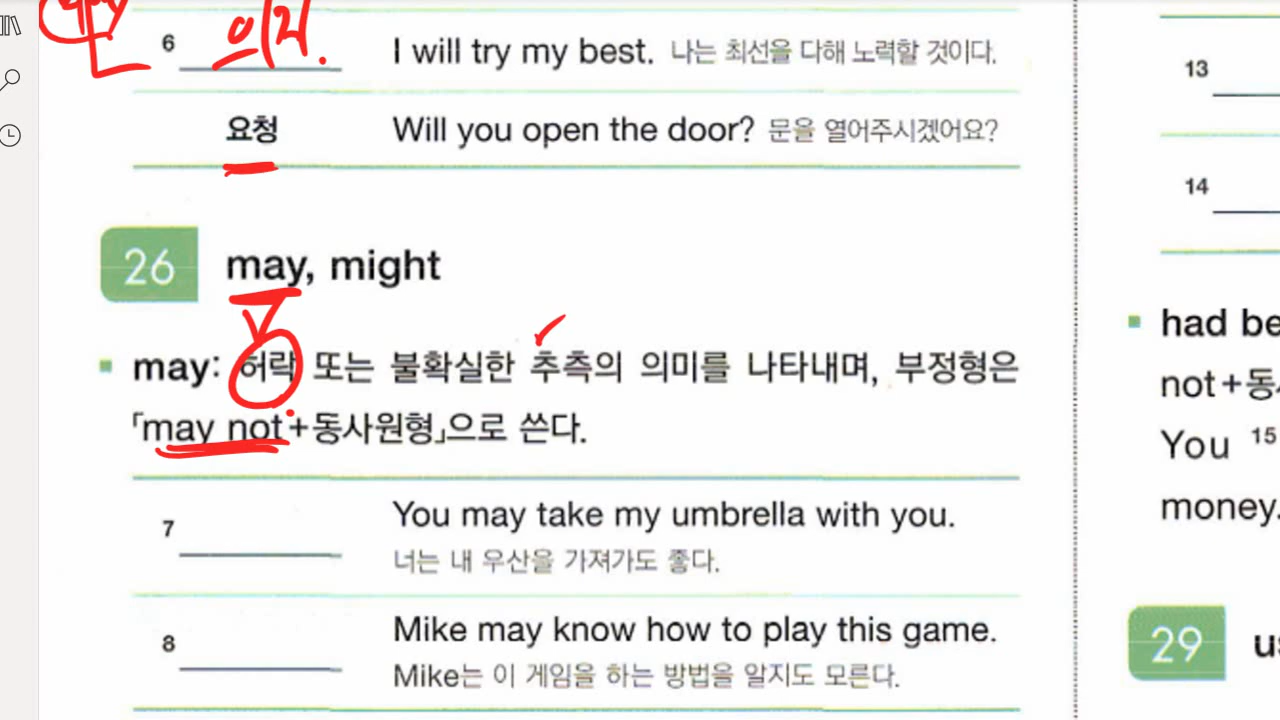 6 의지 I will try my best. 나는 최선을 다해 노력할 것이다.
요청 Will you open the door? 문을 열어주시겠어요?
26 may, might
may: 허락 또는 불확실한 추측의 의미를 나타내며, 부정형은
「may not+동사원형」으로 쓴다.
7 You may take my umbrella with you.
너는 내 우산을 가져가도 좋다.
8 Mike may know how to play this game.
Mike는 이 게임을 하는 방법을 알지도 모른다.
13
14
had be
not+동
You 15
money.
29 u